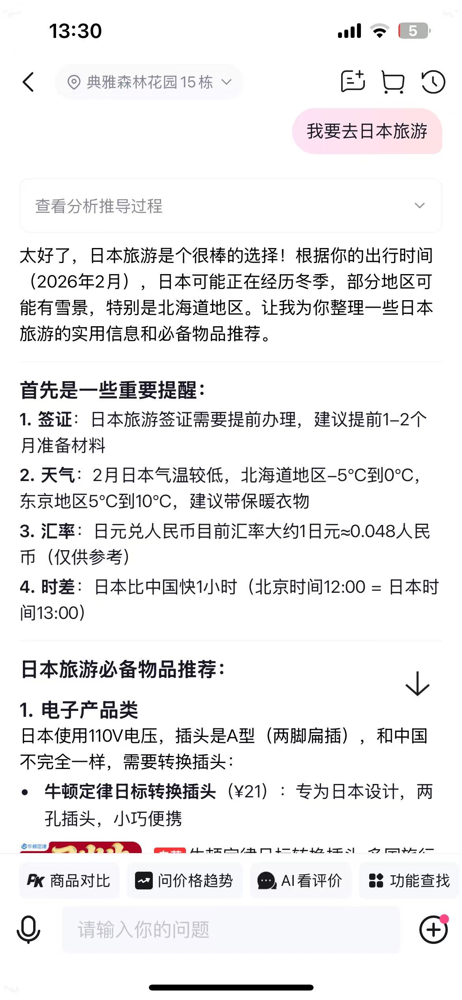 13:30
5
典雅森林花园15栋
我要去日本旅游
查看分析推导过程
太好了，日本旅游是个很棒的选择！根据你的出行时间
（2026年2月），日本可能正在经历冬季，部分地区可
能有雪景，特别是北海道地区。让我为你整理一些日本
旅游的实用信息和必备物品推荐。
首先是一些重要提醒：
1. 签证：日本旅游签证需要提前办理，建议提前1–2个
月准备材料
2. 天气：2月日本气温较低，北海道地区–5℃到0℃，
东京地区5℃到10℃，建议带保暖衣物
3. 汇率：日元兑人民币目前汇率大约1日元≈0.048人民
币（仅供参考）
4. 时差：日本比中国快1小时（北京时间12:00 = 日本时
间13:00）
日本旅游必备物品推荐：
1. 电子产品类
日本使用110V电压，插头是A型（两脚扁插），和中国
不完全一样，需要转换插头：
• 牛顿定律日标转换插头（¥21）：专为日本设计，两
孔插头，小巧便携
牛顿定律
自营 牛顿定律日标转换插头 多国旅行
PK 商品对比
问价格趋势
AI看评价
功能查找
请输入你的问题